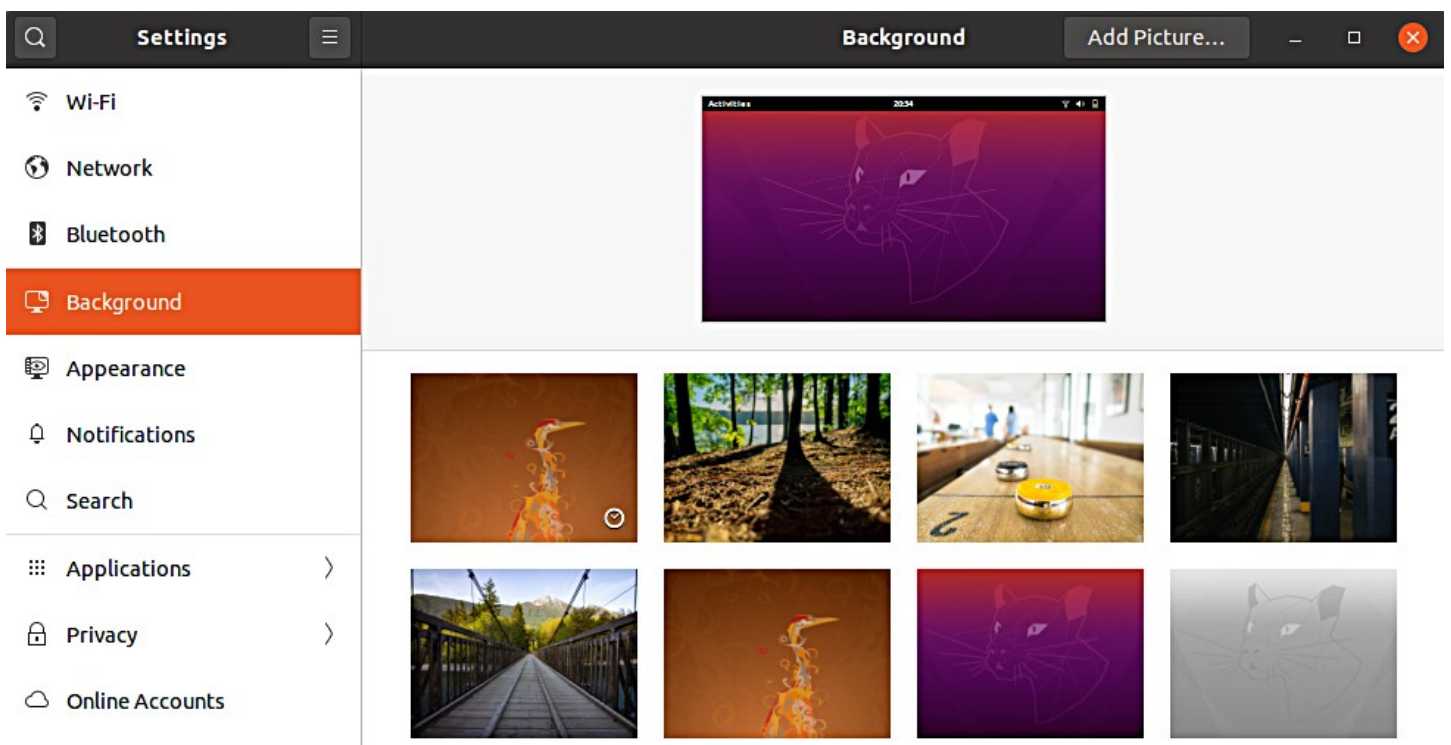 Settings
Background
Add Picture...
Wi-Fi
Activities
20:34
Network
Bluetooth
Background
Appearance
Notifications
Search
Applications
Privacy
Online Accounts
2